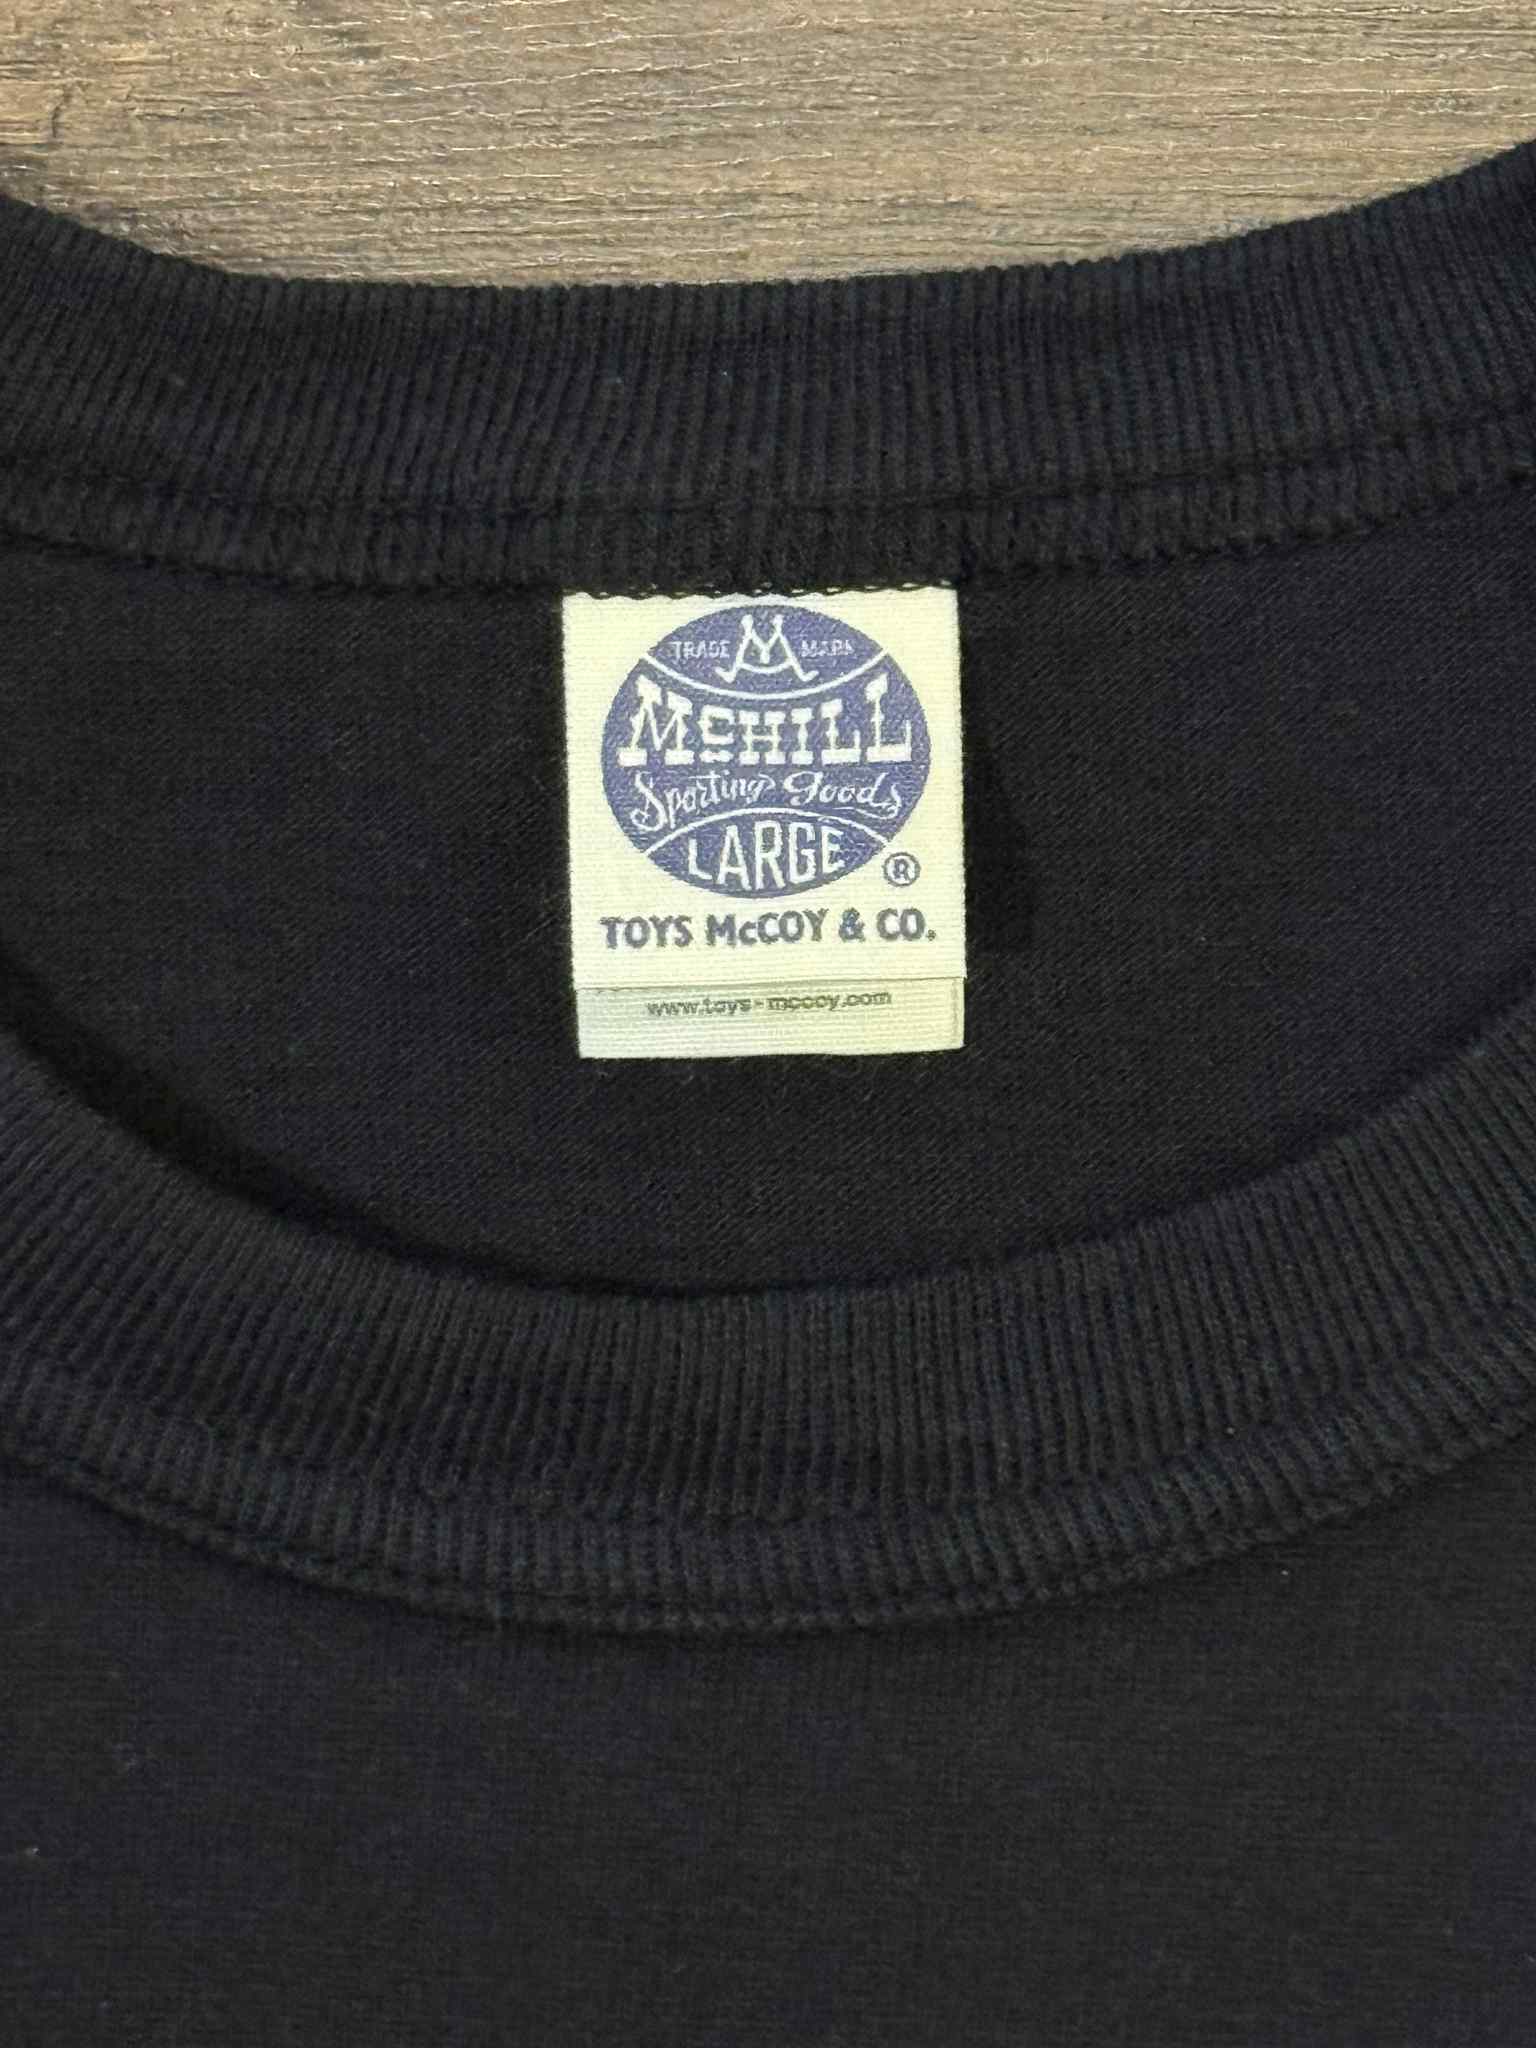 TRADE M MARK
McHILL
Sporting Goods
LARGE ®
TOYS McCOY & CO.
www.toys-mccoy.com